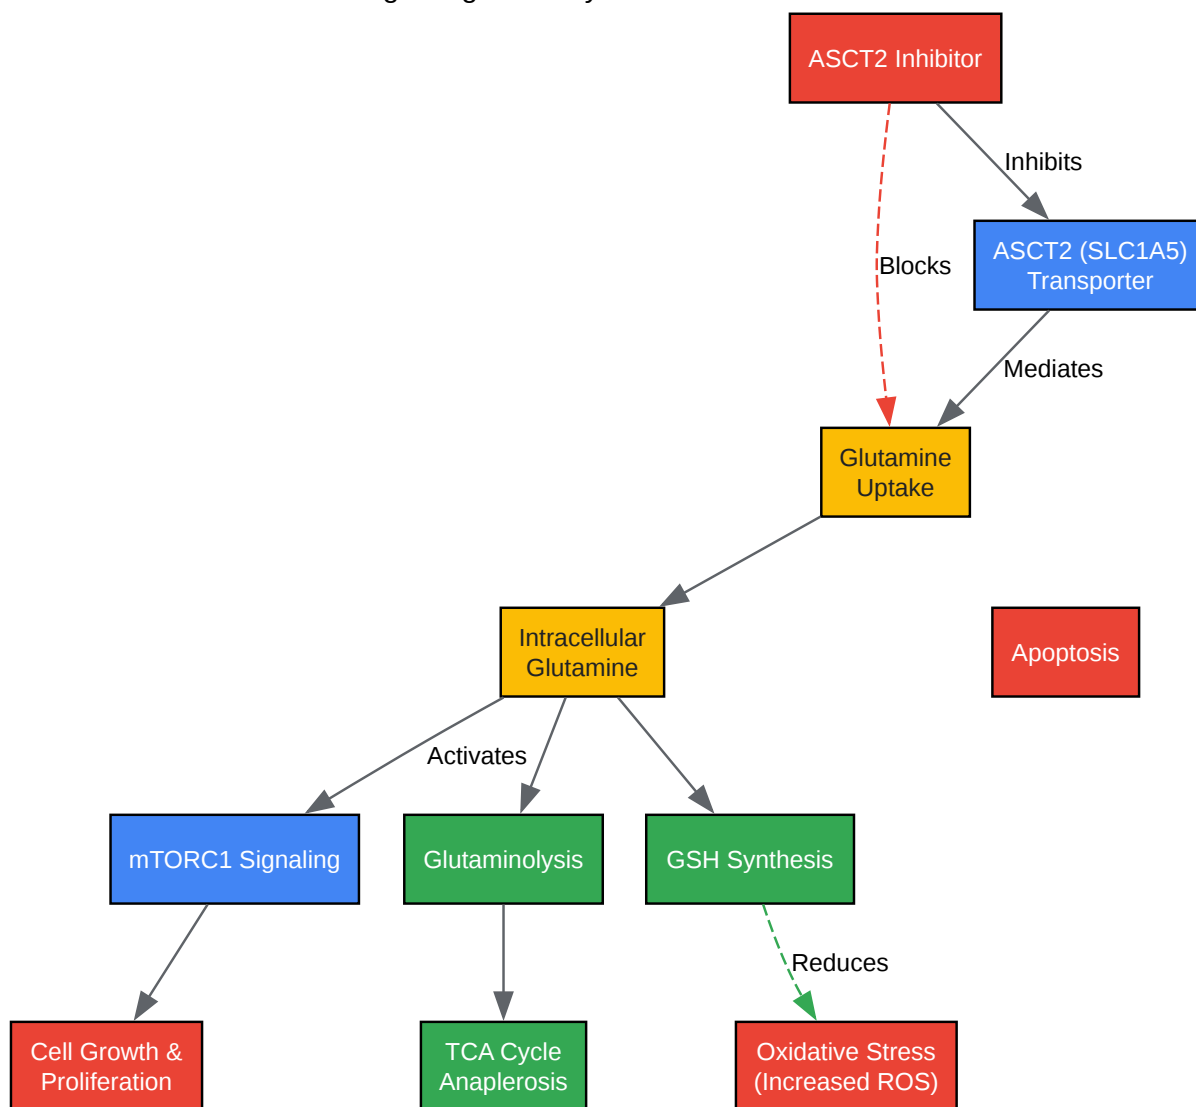 ASCT2 Inhibitor
Inhibits
ASCT2 (SLC1A5)
Transporter
Blocks
Mediates
Glutamine
Uptake
Intracellular
Glutamine
Apoptosis
Activates
mTORC1 Signaling
Glutaminolysis
GSH Synthesis
Reduces
Cell Growth &
Proliferation
TCA Cycle
Anaplerosis
Oxidative Stress
(Increased ROS)